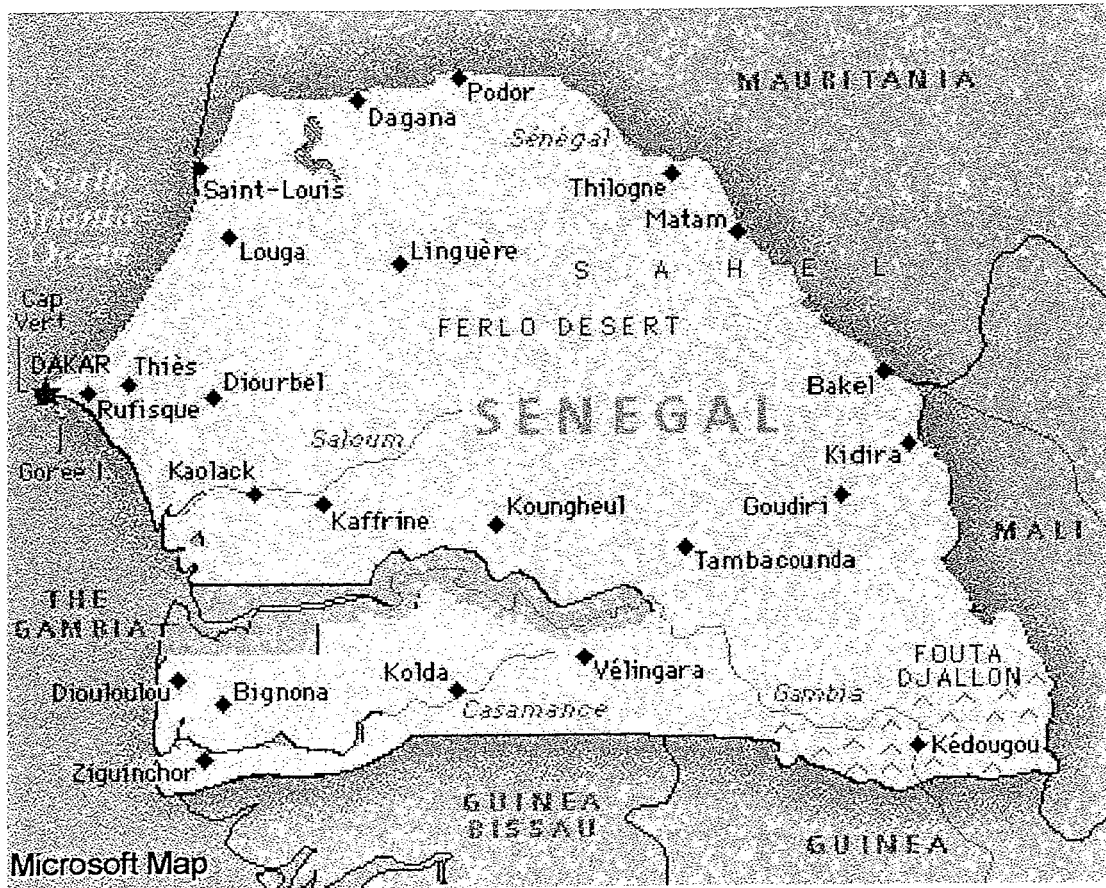 MAURITANIA
Podor
Dagana
Sénégal
Saint-Louis
Thilogne
Matam
Louga
Linguère
SAHEL
Cap
Vert
FERLO DESERT
DAKAR
Thiès
Diourbel
Bakel
Rufisque
SENEGAL
Saloum
Goree I.
Kaolack
Kidira
Kaffrine
Koungheul
Goudiri
MALI
Tambacounda
THE
GAMBIA
Kolda
Vélingara
FOUTA
DJALLON
Diouloulou
Bignona
Casamance
Gambia
Kédougou
Ziguinchor
GUINEA
BISSAU
GUINEA
Microsoft Map